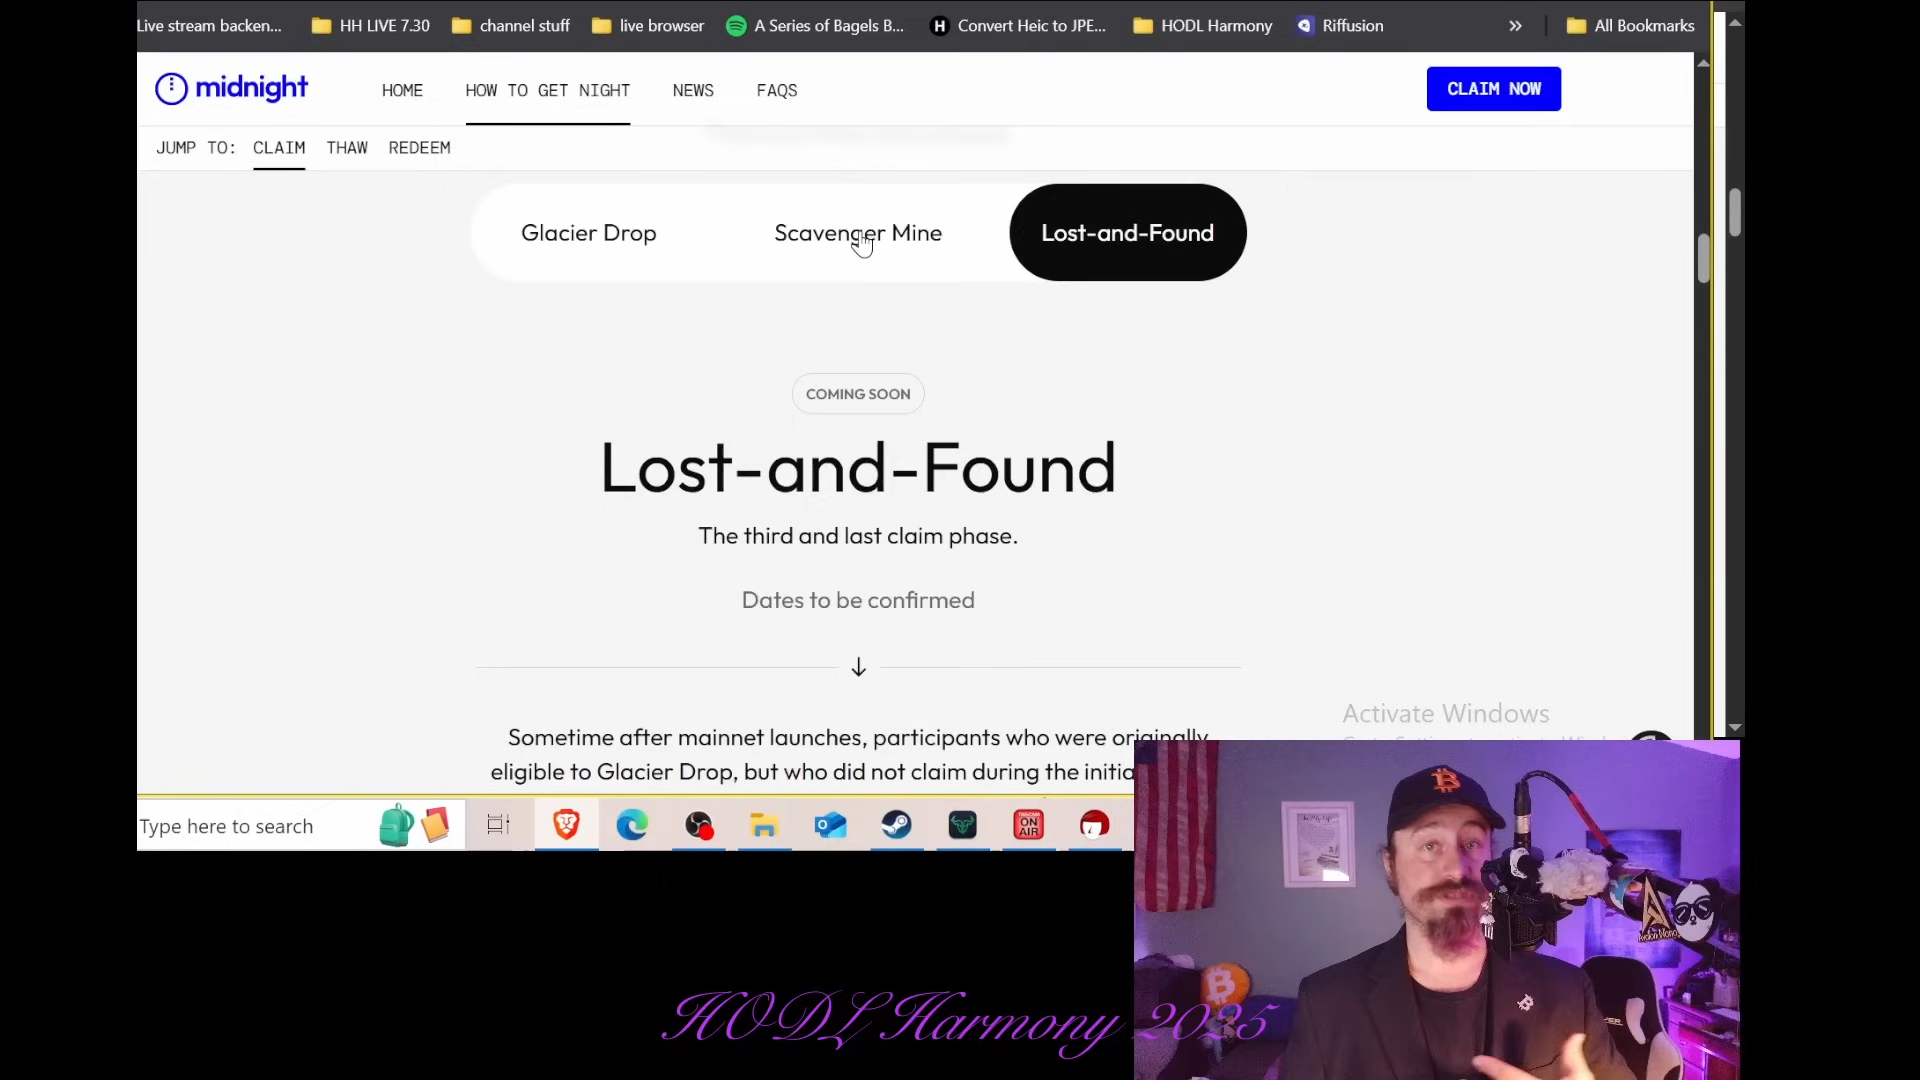 Live stream backen...
HH LIVE 7.30
channel stuff
live browser
A Series of Bagels B...
H
Convert Heic to JPE...
HODL Harmony
Riffusion
»
All Bookmarks
midnight
HOME
HOW TO GET NIGHT
NEWS
FAQS
CLAIM NOW
JUMP TO:
CLAIM
THAW
REDEEM
Glacier Drop
Scavenger Mine
Lost-and-Found
COMING SOON
Lost-and-Found
The third and last claim phase.
Dates to be confirmed
Sometime after mainnet launches, participants who were originally
eligible to Glacier Drop, but who did not claim during the initia
Activate Windows
Type here to search
ON AIR
HODL Harmony 2025